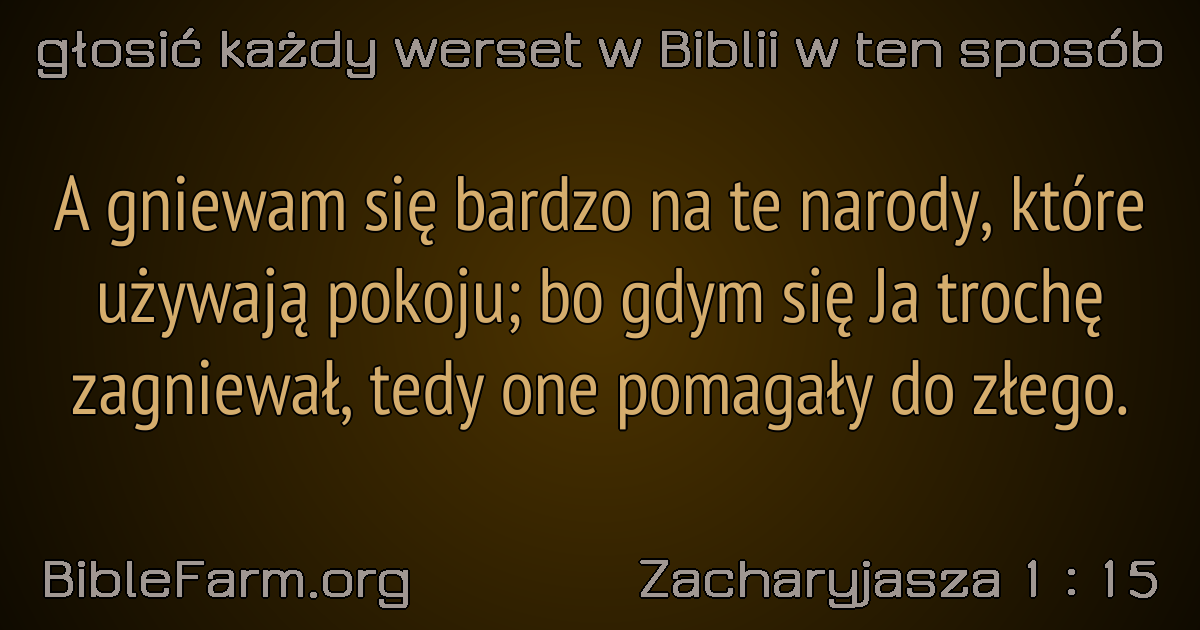 głosić każdy werset w Biblii w ten sposób
A gniewam się bardzo na te narody, które
używają pokoju; bo gdym się Ja trochę
zagniewał, tedy one pomagały do złego.
BibleFarm.org
Zacharyjasza 1 : 15